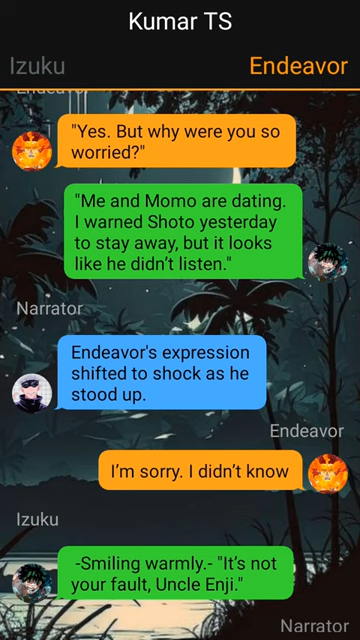 Kumar TS
Izuku
Endeavor
Endeavor
"Yes. But why were you so
worried?"
"Me and Momo are dating.
I warned Shoto yesterday
to stay away, but it looks
like he didn’t listen."
Narrator
Endeavor's expression
shifted to shock as he
stood up.
Endeavor
I’m sorry. I didn’t know
Izuku
-Smiling warmly.- "It’s not
your fault, Uncle Enji."
Narrator